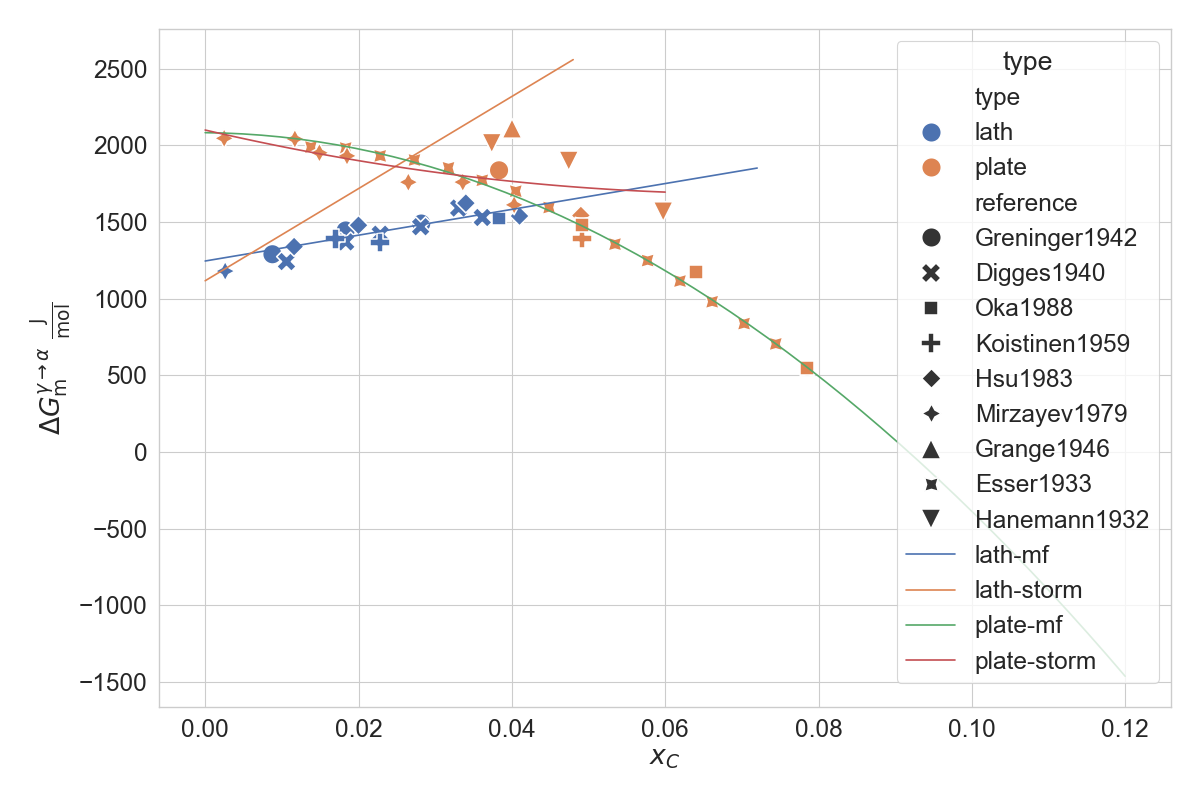 2500
2000
1500
1000
500
0
−500
−1000
−1500
ΔG_m^{γ→α} J/mol
0.00 0.02 0.04 0.06 0.08 0.10 0.12
x_C
type
type
lath
plate
reference
Greninger1942
Digges1940
Oka1988
Koistinen1959
Hsu1983
Mirzayev1979
Grange1946
Esser1933
Hanemann1932
lath-mf
lath-storm
plate-mf
plate-storm